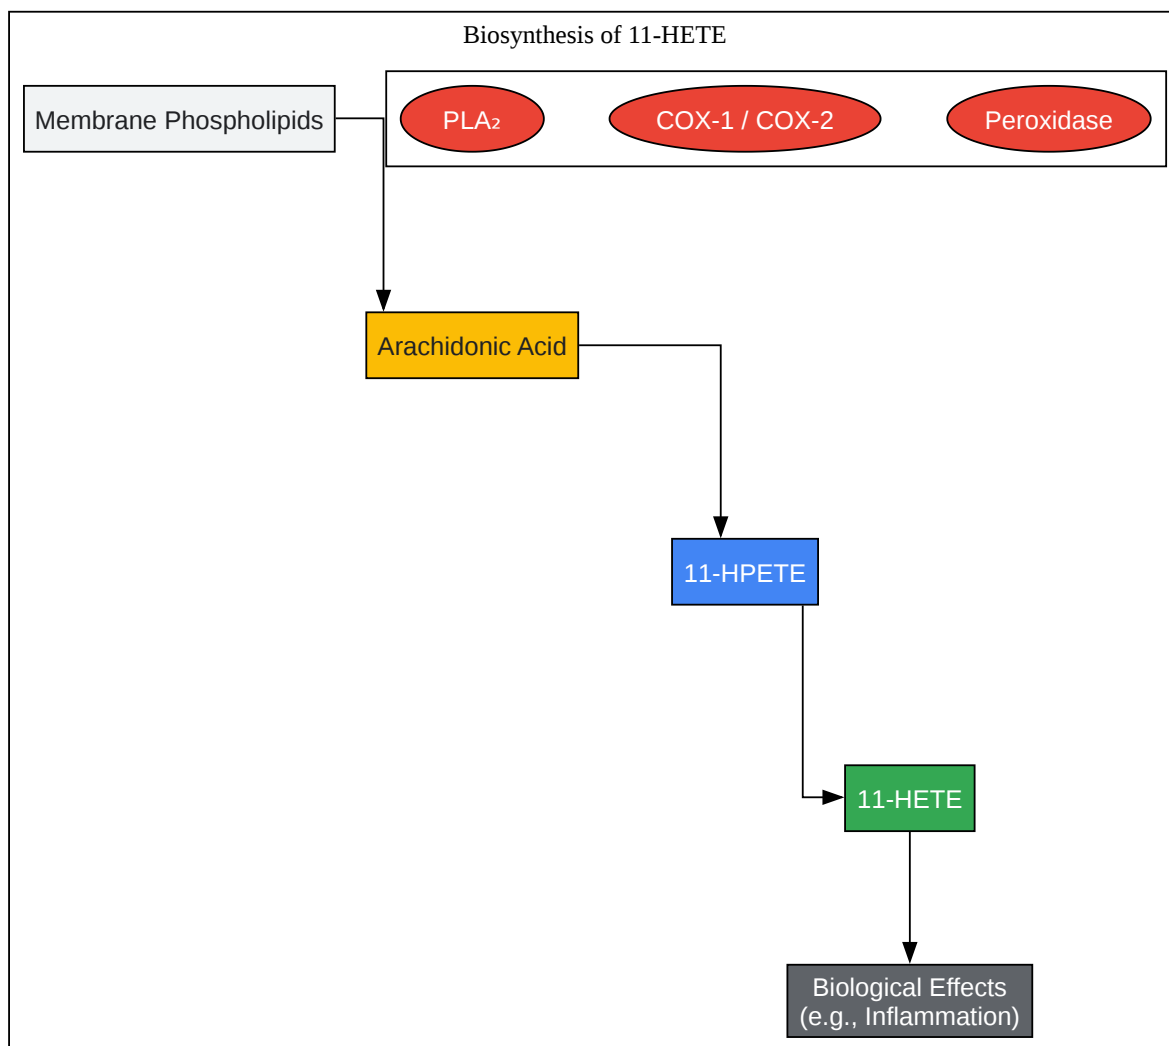 Biosynthesis of 11-HETE
Membrane Phospholipids
PLA₂
COX-1 / COX-2
Peroxidase
Arachidonic Acid
11-HPETE
11-HETE
Biological Effects
(e.g., Inflammation)